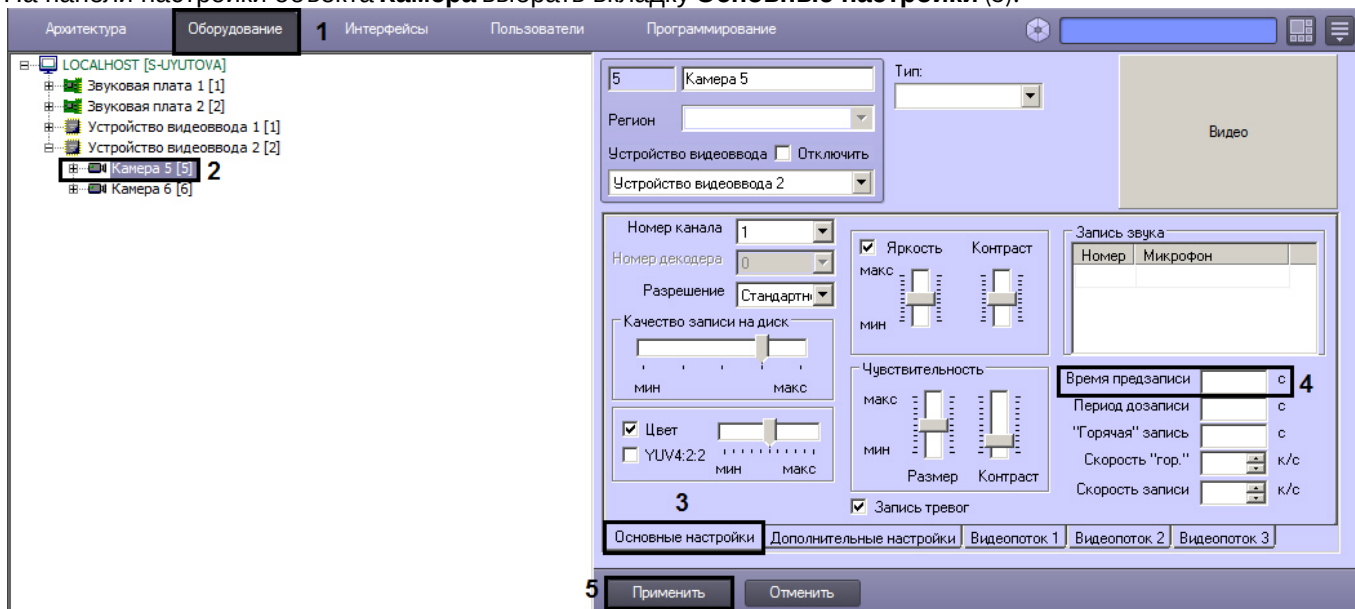 На панели настройки объекта Камера выбрать вкладку Основные настройки (3).
Архитектура Оборудование 1 Интерфейсы Пользователи Программирование
LOCALHOST [S-UYUTOVA]
Звуковая плата 1 [1]
Звуковая плата 2 [2]
Устройство видеоввода 1 [1]
Устройство видеоввода 2 [2]
Камера 5 [5] 2
Камера 6 [6]
5 Камера 5
Тип:
Регион
Устройство видеоввода Отключить
Устройство видеоввода 2
Видео
Номер канала 1
Номер декодера 0
Разрешение Стандартн
Качество записи на диск
мин макс
Цвет
YUV4:2:2
мин макс
3
Яркость Контраст
макс
мин
Чувствительность
макс
мин
Размер Контраст
Запись тревог
Запись звука
Номер Микрофон
Время предзаписи с 4
Период дозаписи с
"Горячая" запись с
Скорость "гор." к/с
Скорость записи к/с
Основные настройки Дополнительные настройки Видеопоток 1 Видеопоток 2 Видеопоток 3
5 Применить Отменить